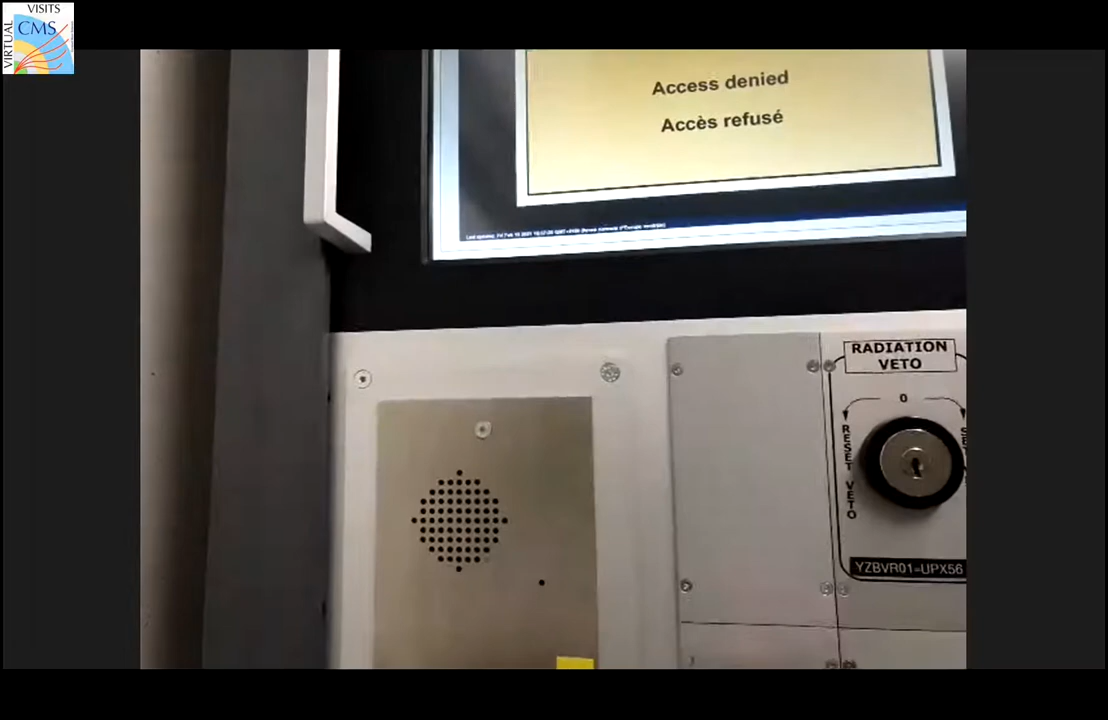 VISITS
VIRTUAL
CMS
Access denied
Accès refusé
RADIATION
VETO
0
RESET VETO
YZBVR01=UPX56